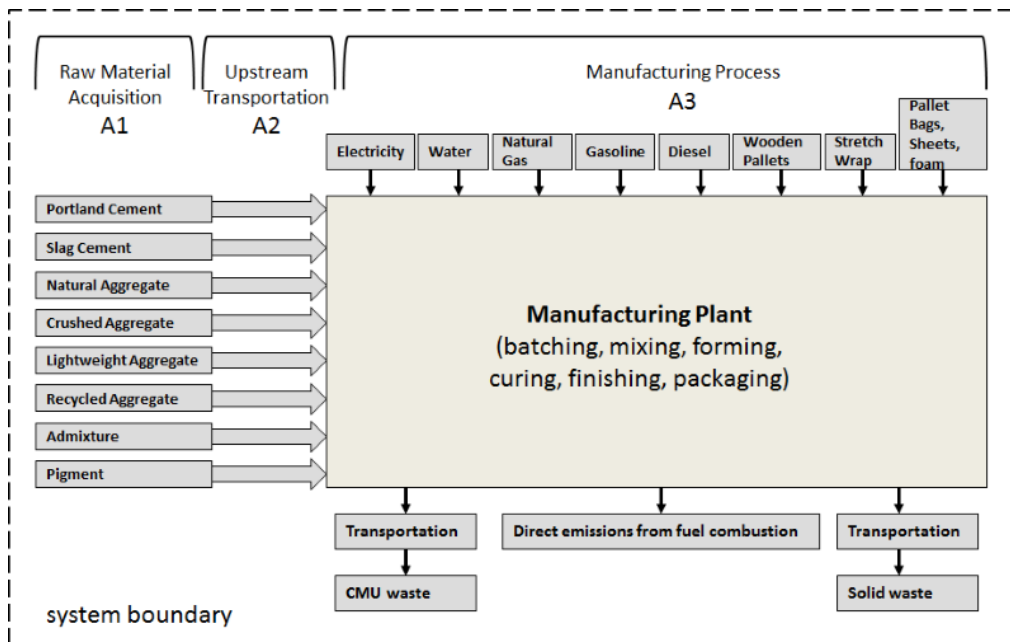 Raw Material
Acquisition
A1
Upstream
Transportation
A2
Manufacturing Process
A3
Electricity
Water
Natural
Gas
Gasoline
Diesel
Wooden
Pallets
Stretch
Wrap
Pallet
Bags,
Sheets,
foam
Portland Cement
Slag Cement
Natural Aggregate
Crushed Aggregate
Lightweight Aggregate
Recycled Aggregate
Admixture
Pigment
Manufacturing Plant
(batching, mixing, forming,
curing, finishing, packaging)
Transportation
Direct emissions from fuel combustion
Transportation
CMU waste
Solid waste
system boundary